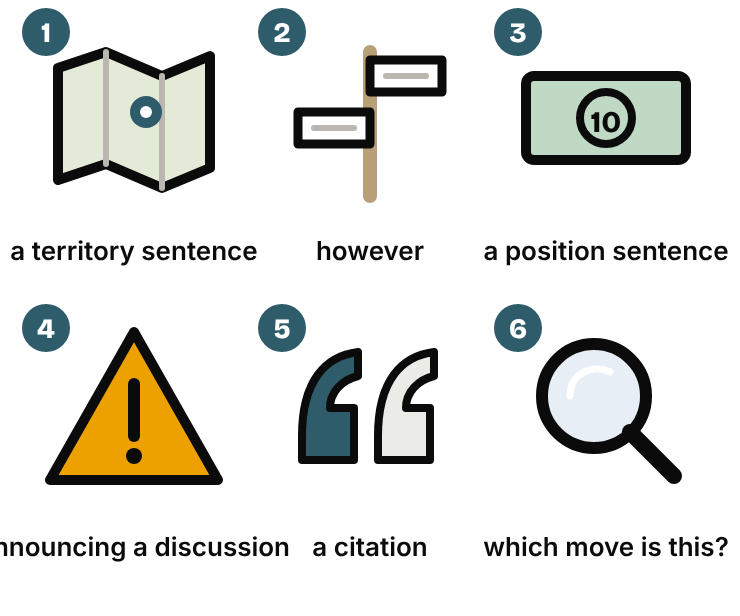 1
2
3
10
a territory sentence
however
a position sentence
4
5
6
nnouncing a discussion
a citation
which move is this?